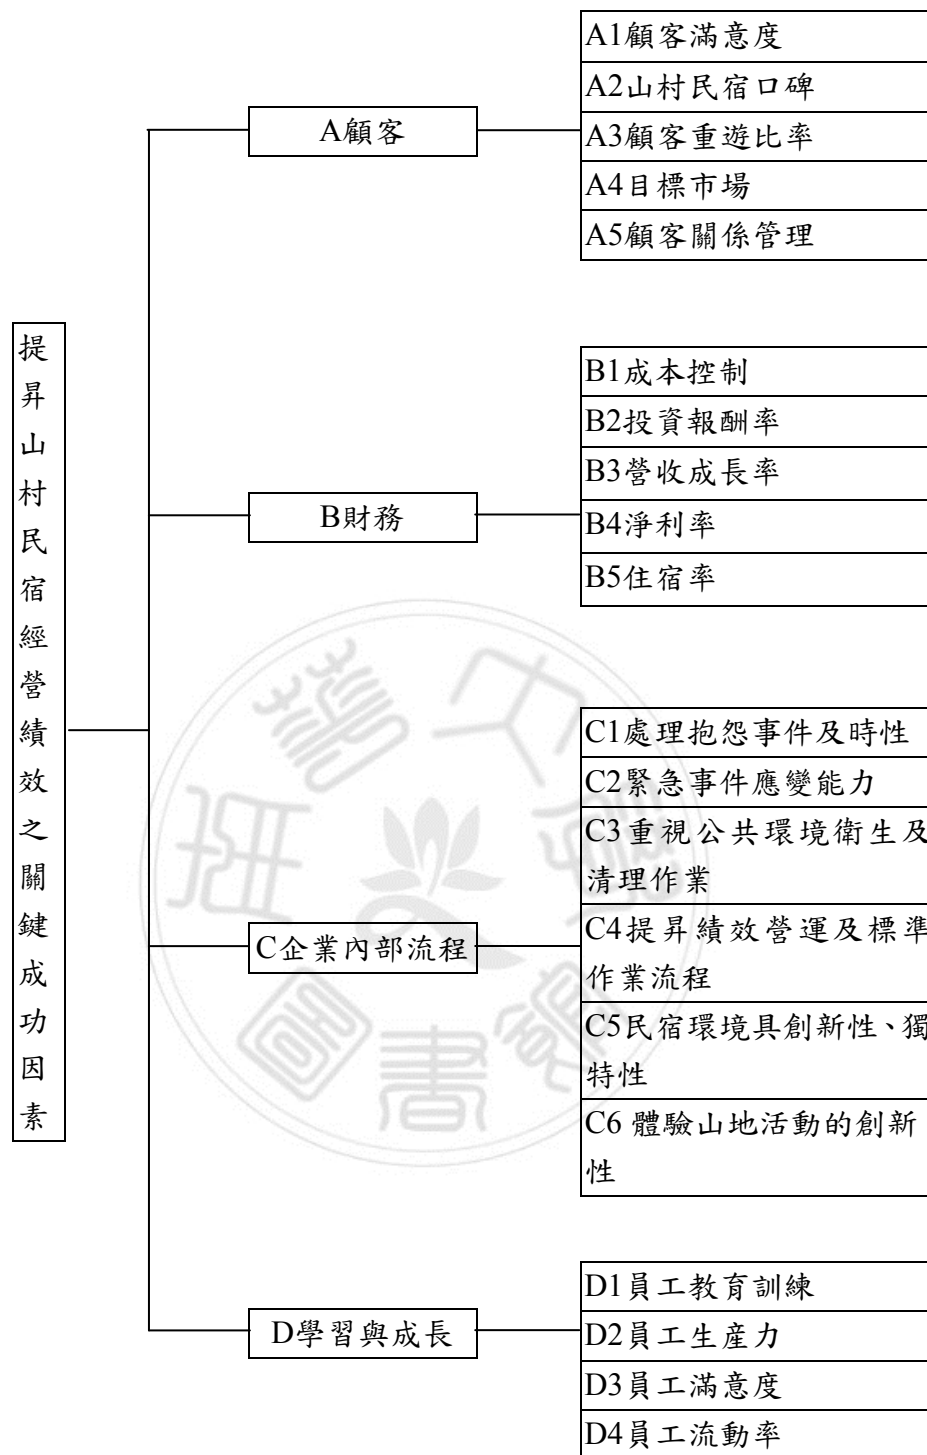 提昇山村民宿經營績效之關鍵成功因素
A顧客
A1顧客滿意度
A2山村民宿口碑
A3顧客重遊比率
A4目標市場
A5顧客關係管理
B財務
B1成本控制
B2投資報酬率
B3營收成長率
B4淨利率
B5住宿率
C企業內部流程
C1處理抱怨事件及時性
C2緊急事件應變能力
C3重視公共環境衛生及
清理作業
C4提昇績效營運及標準
作業流程
C5民宿環境具創新性、獨
特性
C6 體驗山地活動的創新
性
D學習與成長
D1員工教育訓練
D2員工生產力
D3員工滿意度
D4員工流動率